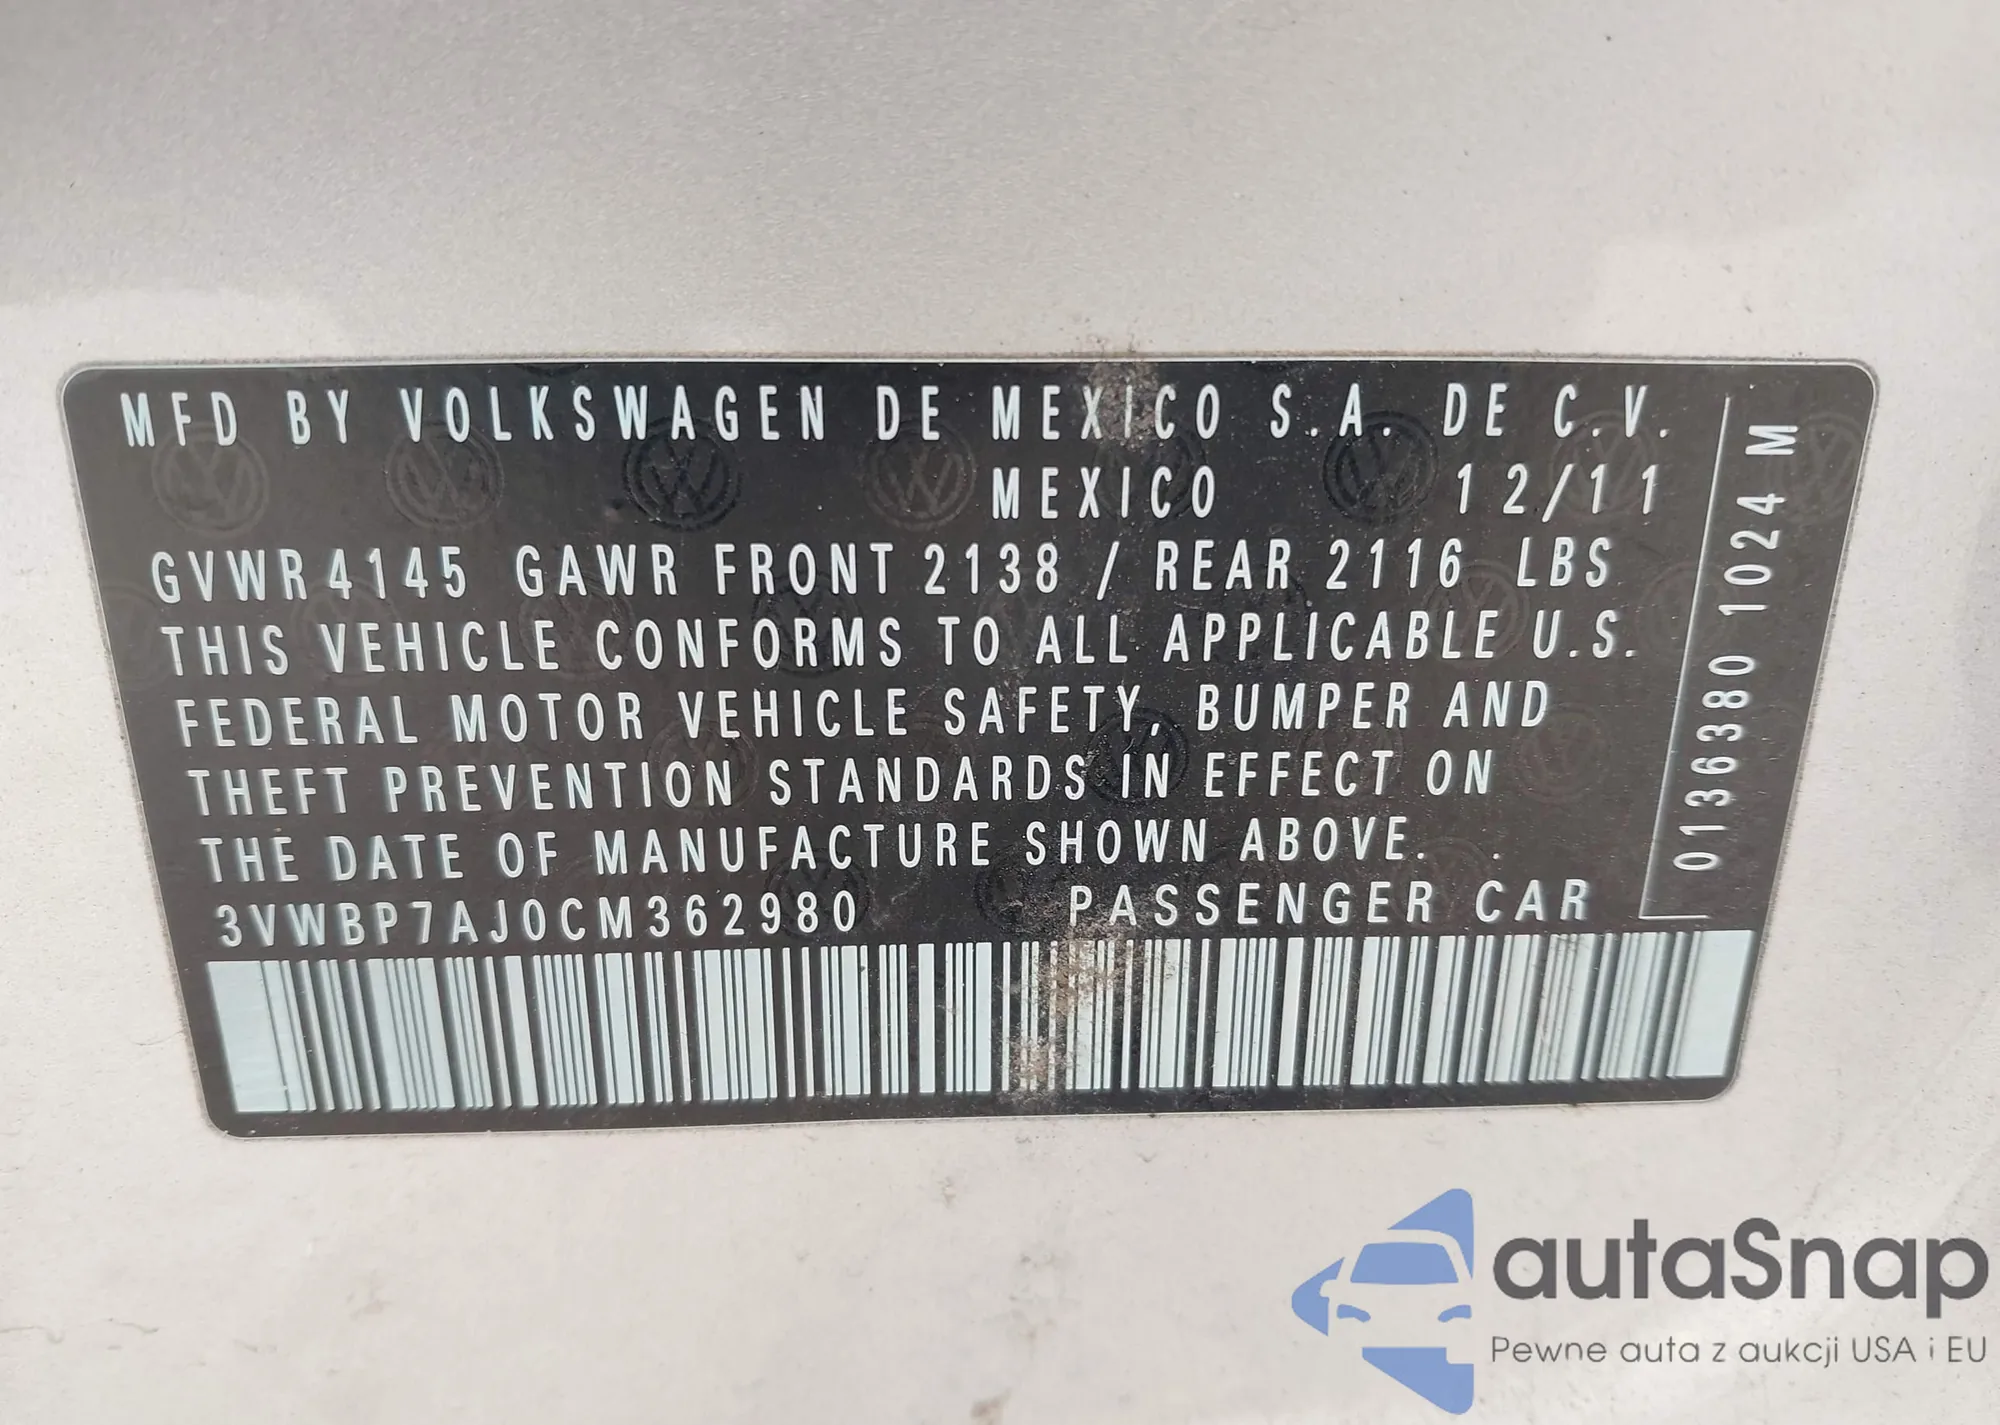 MFD BY VOLKSWAGEN DE MEXICO S.A. DE C.V.
MEXICO 12/11
GVWR 4145 GAWR FRONT 2138 / REAR 2116 LBS
THIS VEHICLE CONFORMS TO ALL APPLICABLE U.S.
FEDERAL MOTOR VEHICLE SAFETY, BUMPER AND
THEFT PREVENTION STANDARDS IN EFFECT ON
THE DATE OF MANUFACTURE SHOWN ABOVE.
3VWBP7AJ0CM362980 PASSENGER CAR
0136380 1024 M
autaSnap
Pewne auta z aukcji USA i EU